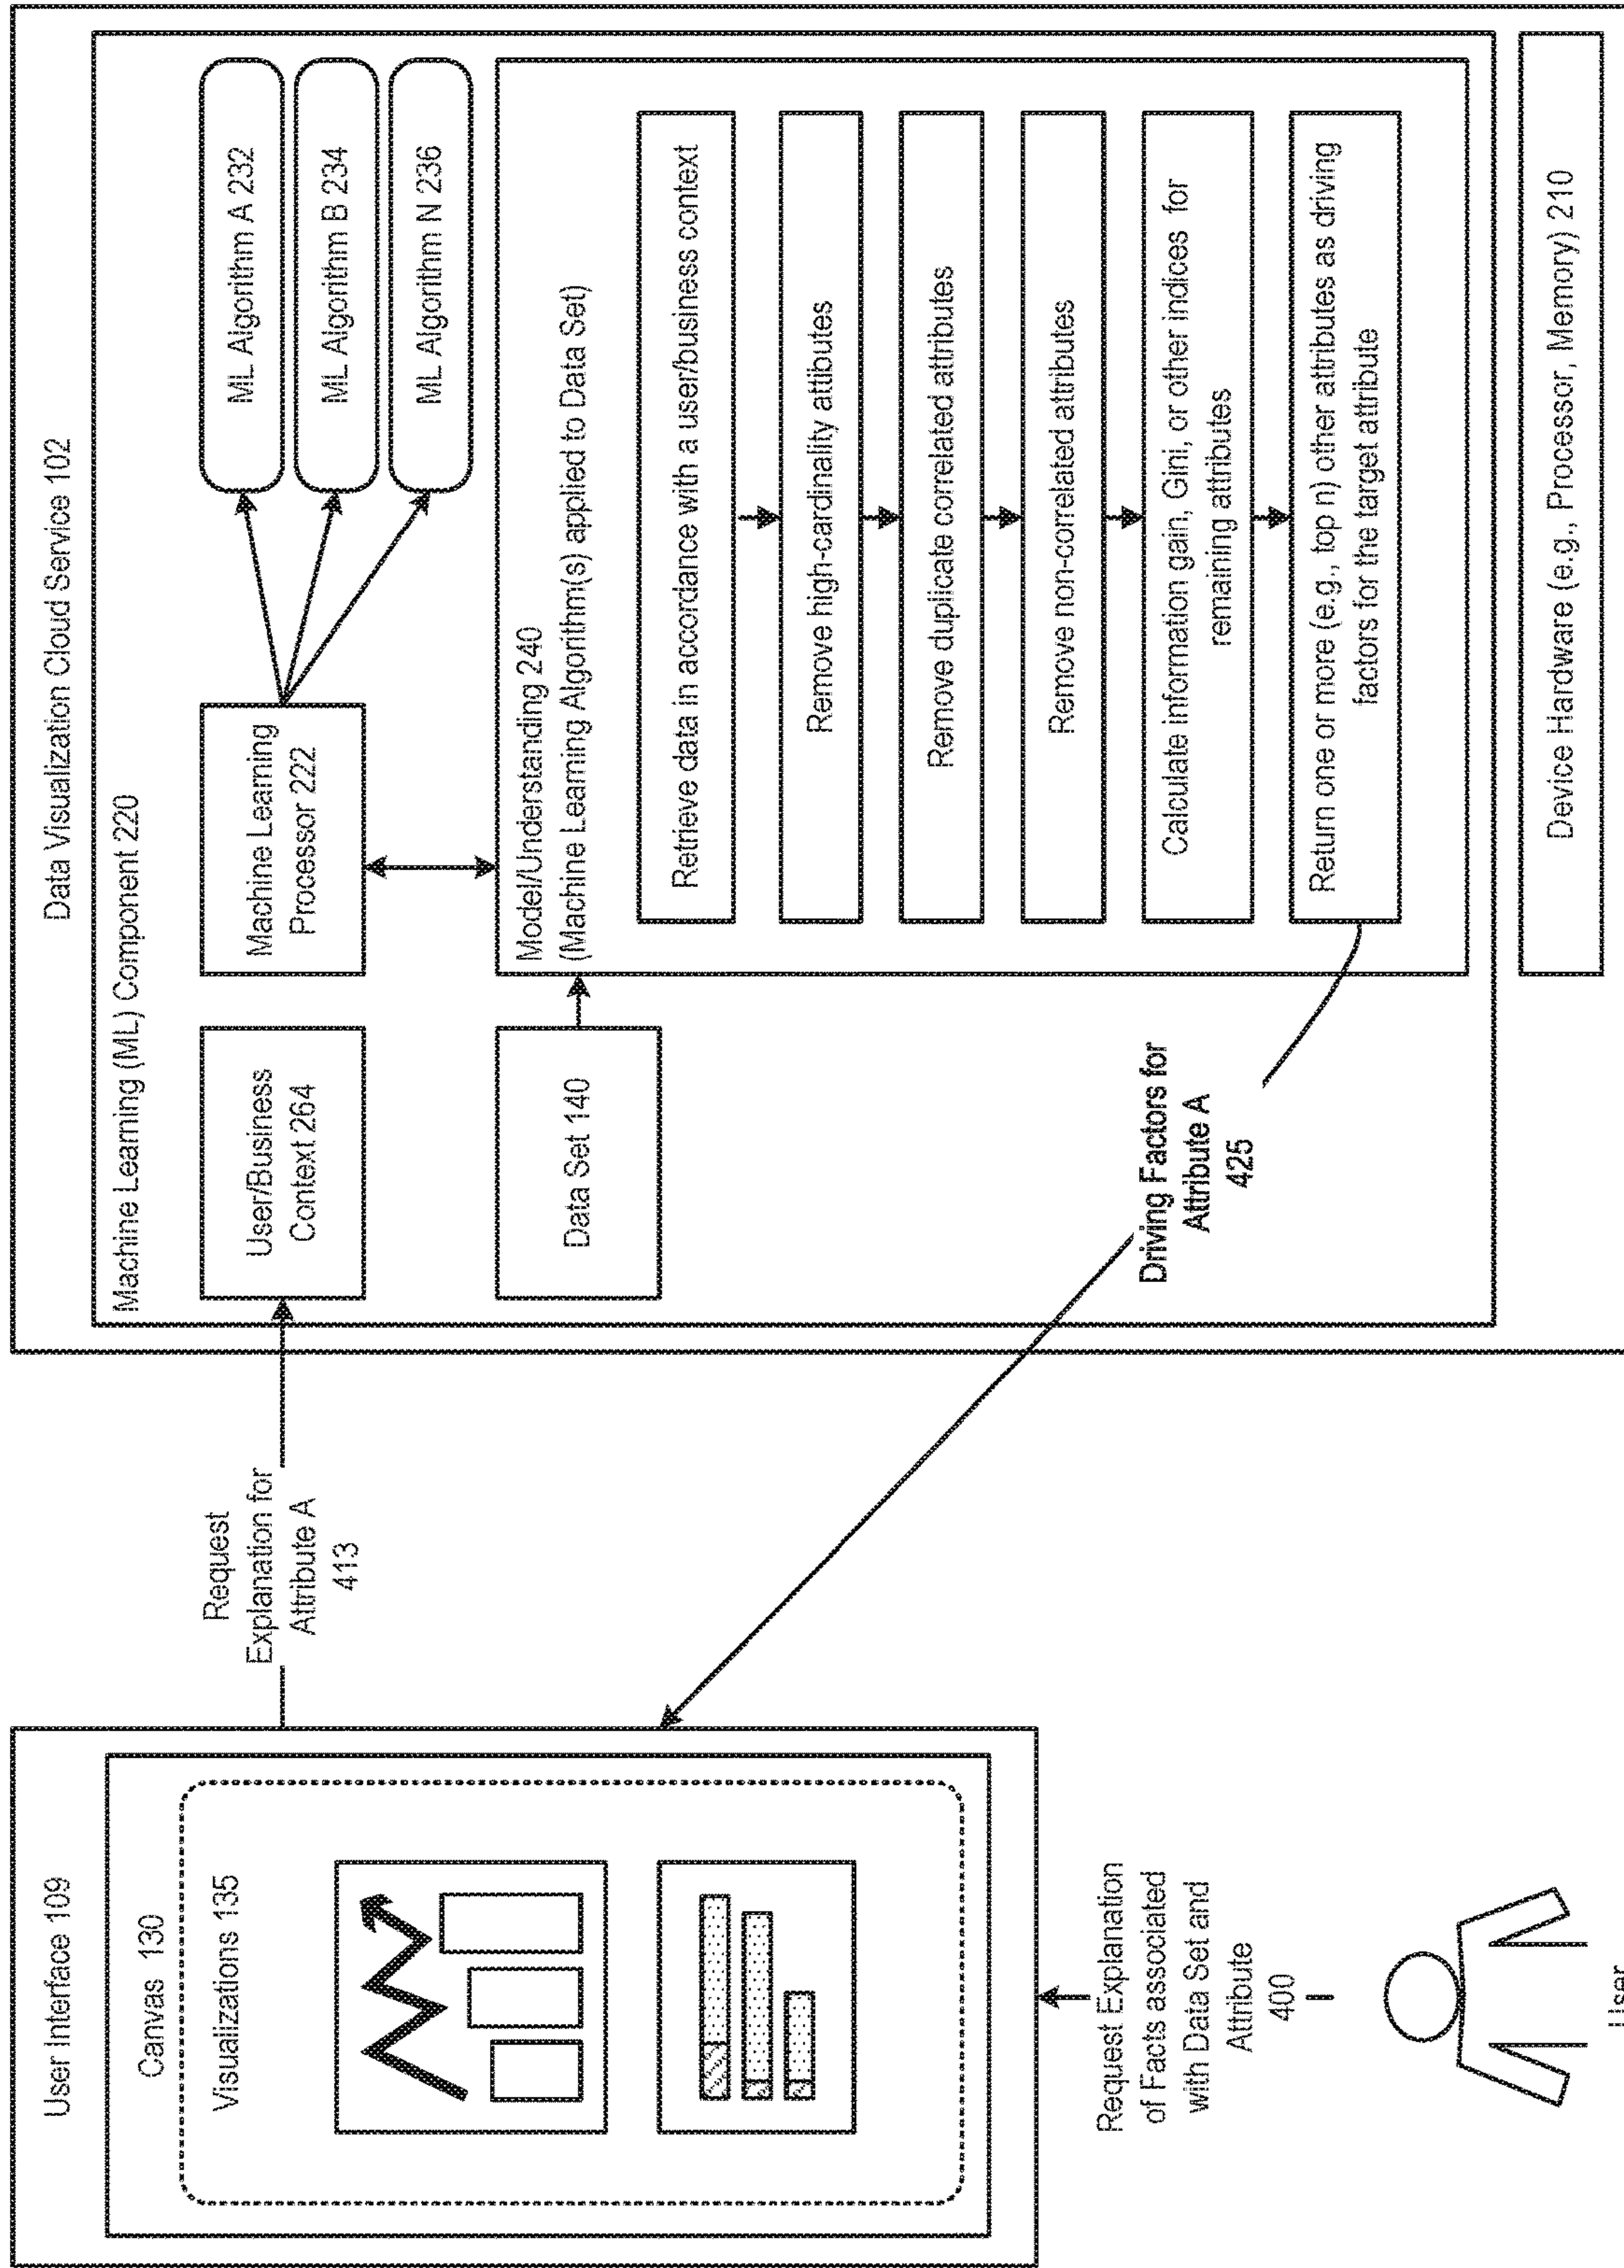 User Interface 109
Canvas 130
Visualizations 135
Request Explanation
of Facts associated
with Data Set and
Attribute
400
User
Request
Explanation for
Attribute A
413
Data Visualization Cloud Service 102
Machine Learning (ML) Component 220
User/Business
Context 264
Machine Learning
Processor 222
ML Algorithm A 232
ML Algorithm B 234
ML Algorithm N 236
Data Set 140
Model/Understanding 240
(Machine Learning Algorithm(s) applied to Data Set)
Retrieve data in accordance with a user/business context
Remove high-cardinality attibutes
Remove duplicate correlated attributes
Remove non-correlated attributes
Calculate information gain, Gini, or other indices for
remaining attributes
Return one or more (e.g., top n) other attributes as driving
factors for the target attribute
Driving Factors for
Attribute A
425
Device Hardware (e.g., Processor, Memory) 210